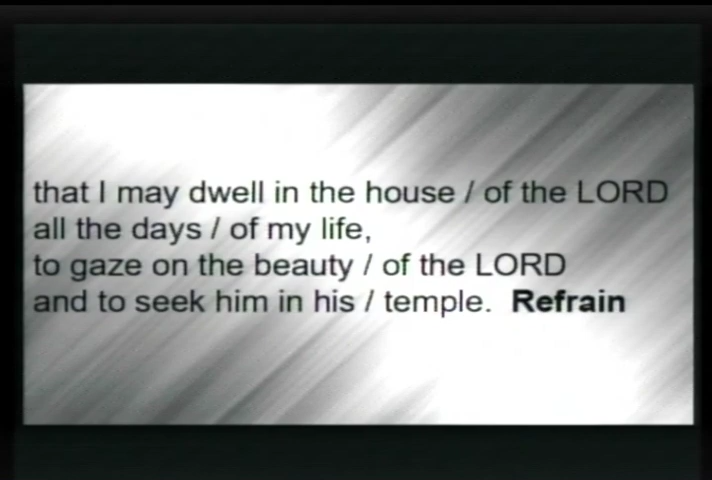 that I may dwell in the house / of the LORD
all the days / of my life,
to gaze on the beauty / of the LORD
and to seek him in his / temple.  Refrain